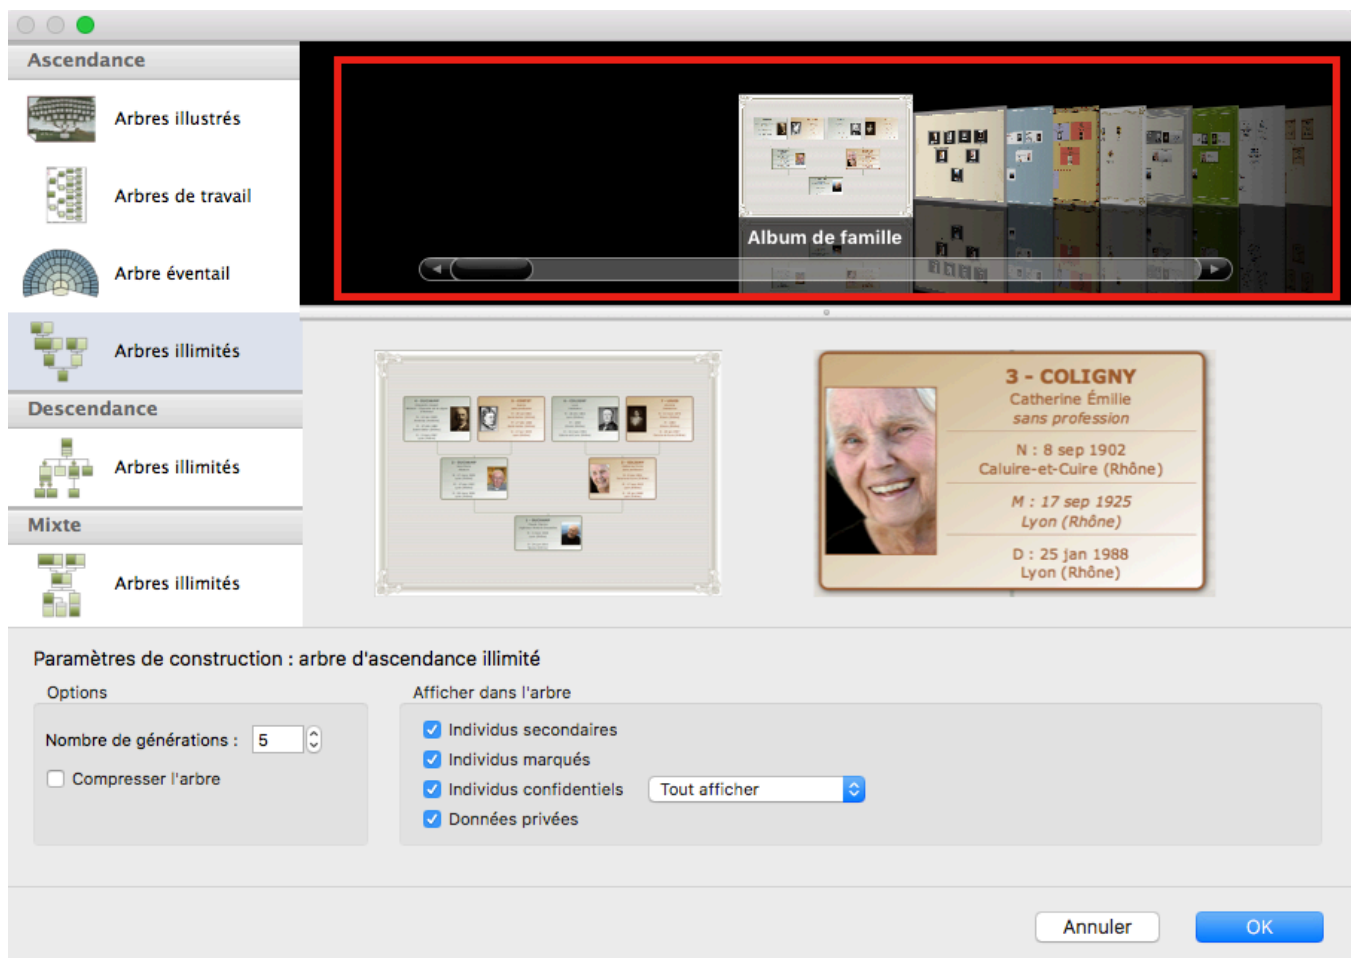 Ascendance
Arbres illustrés
Arbres de travail
Arbre éventail
Arbres illimités
Descendance
Arbres illimités
Mixte
Arbres illimités
Album de famille
3 - COLIGNY
Catherine Émilie
sans profession
N : 8 sep 1902
Caluire-et-Cuire (Rhône)
M : 17 sep 1925
Lyon (Rhône)
D : 25 jan 1988
Lyon (Rhône)
Paramètres de construction : arbre d'ascendance illimité
Options
Nombre de générations : 5
Compresser l'arbre
Afficher dans l'arbre
Individus secondaires
Individus marqués
Individus confidentiels Tout afficher
Données privées
Annuler OK